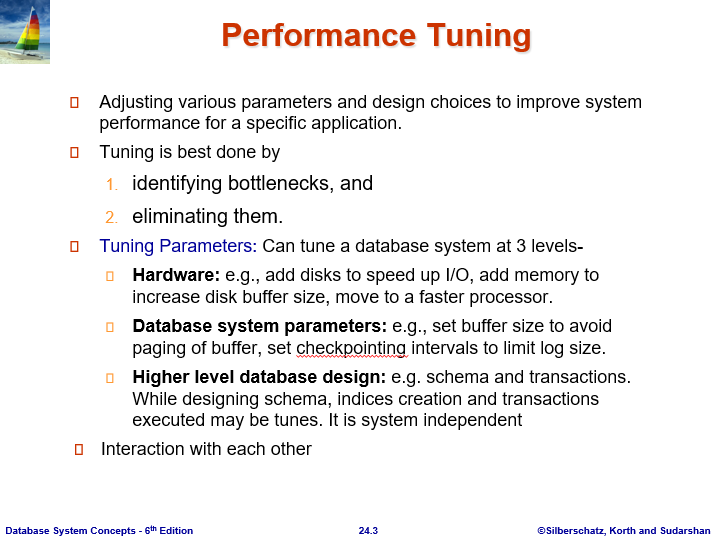 Performance Tuning
Adjusting various parameters and design choices to improve system
performance for a specific application.
Tuning is best done by
1. identifying bottlenecks, and
2. eliminating them.
Tuning Parameters: Can tune a database system at 3 levels-
Hardware: e.g., add disks to speed up I/O, add memory to
increase disk buffer size, move to a faster processor.
Database system parameters: e.g., set buffer size to avoid
paging of buffer, set checkpointing intervals to limit log size.
Higher level database design: e.g. schema and transactions.
While designing schema, indices creation and transactions
executed may be tunes. It is system independent
Interaction with each other
Database System Concepts - 6th Edition 24.3 ©Silberschatz, Korth and Sudarshan